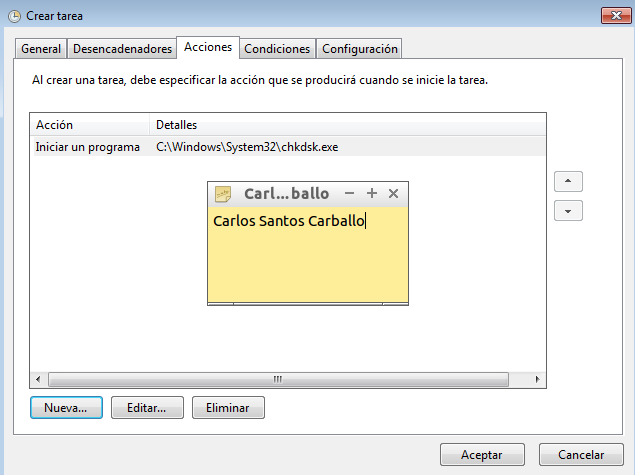 Crear tarea
General Desencadenadores Acciones Condiciones Configuración
Al crear una tarea, debe especificar la acción que se producirá cuando se inicie la tarea.
Acción Detalles
Iniciar un programa C:\Windows\System32\chkdsk.exe
Carl...ballo
Carlos Santos Carballo
Nueva... Editar... Eliminar
Aceptar Cancelar